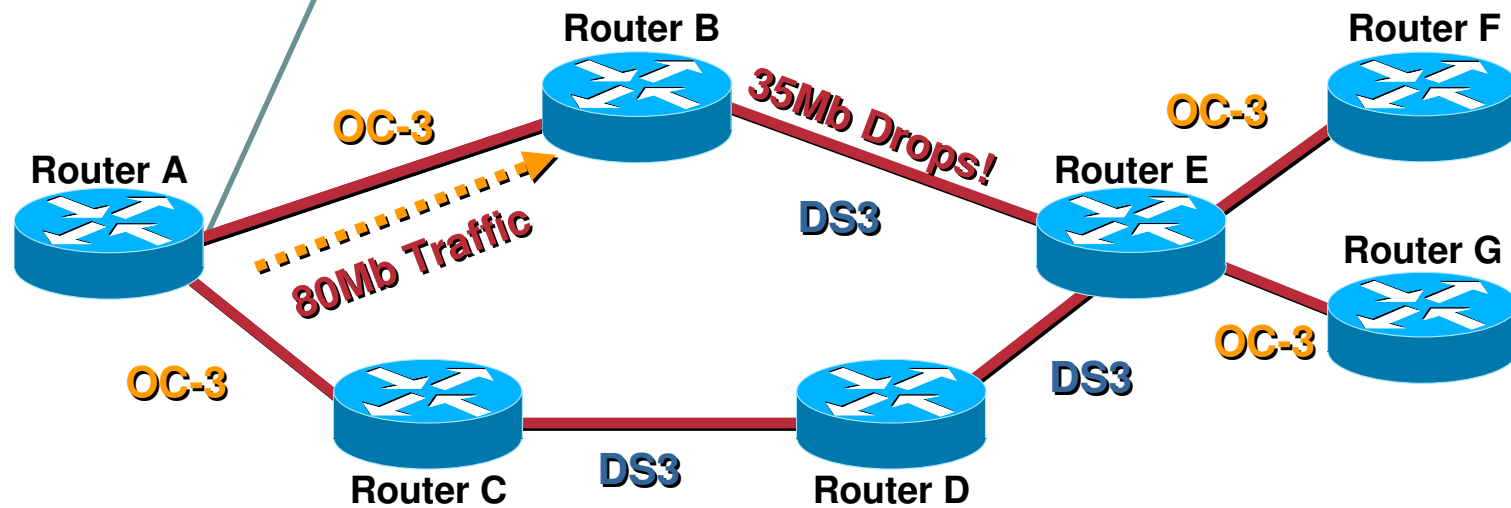 Router B
Router F
35Mb Drops!
OC-3
OC-3
Router A
Router E
DS3
80Mb Traffic
Router G
OC-3
OC-3
DS3
DS3
Router C
Router D